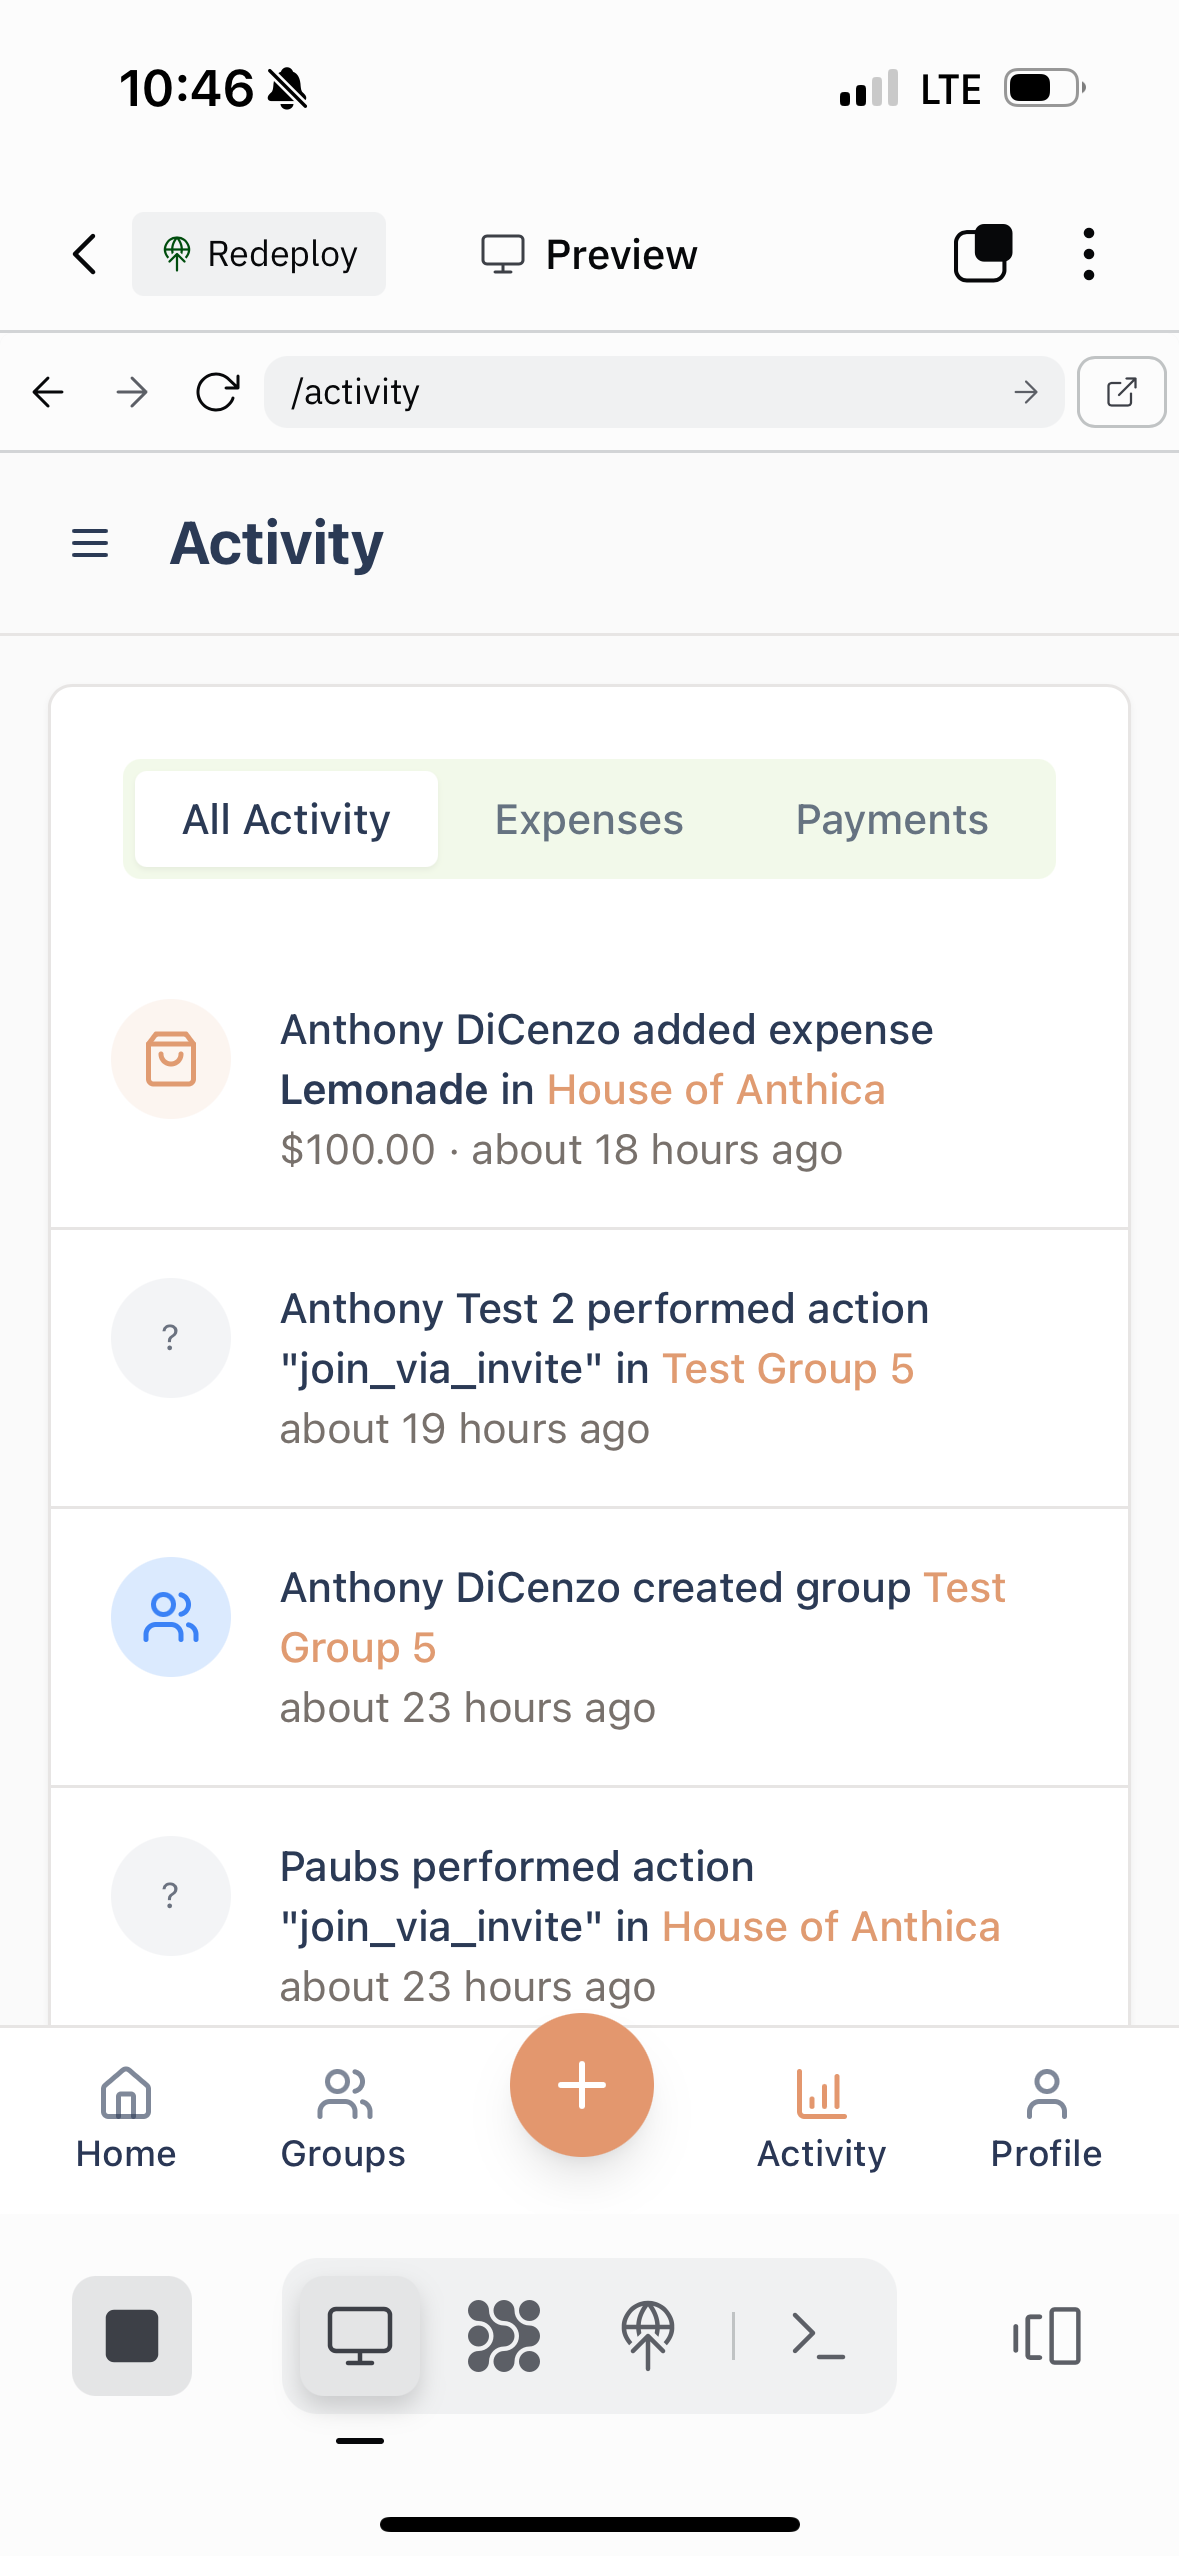 10:46
LTE
Redeploy
Preview
/activity
Activity
All Activity
Expenses
Payments
Anthony DiCenzo added expense
Lemonade in House of Anthica
$100.00 · about 18 hours ago
?
Anthony Test 2 performed action
"join_via_invite" in Test Group 5
about 19 hours ago
Anthony DiCenzo created group Test
Group 5
about 23 hours ago
?
Paubs performed action
"join_via_invite" in House of Anthica
about 23 hours ago
Home
Groups
Activity
Profile